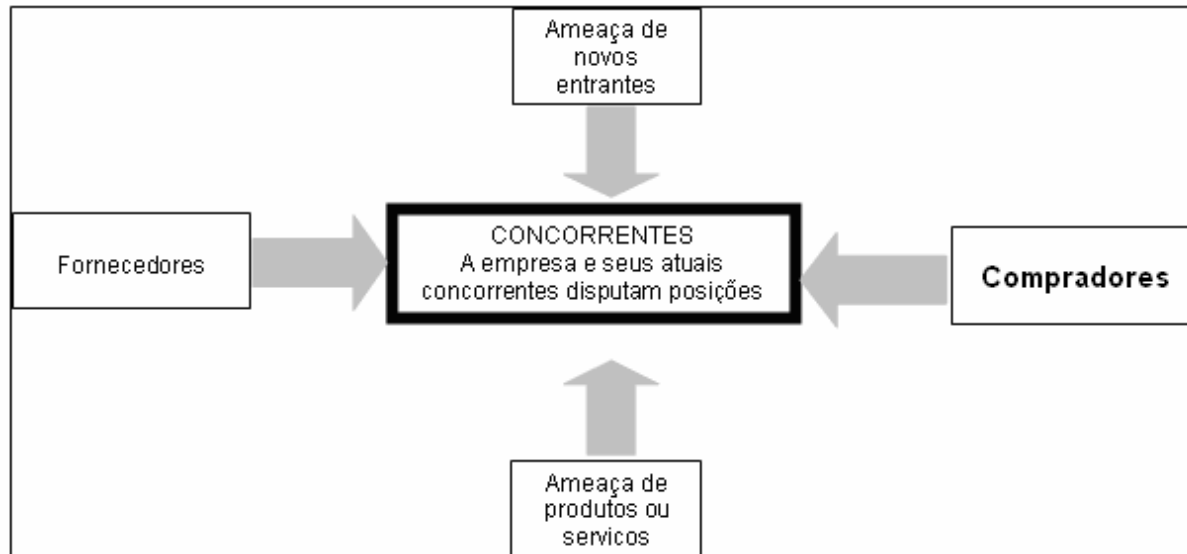 Ameaça de
novos
entrantes
Fornecedores
CONCORRENTES
A empresa e seus atuais
concorrentes disputam posições
Compradores
Ameaça de
produtos ou
servicos